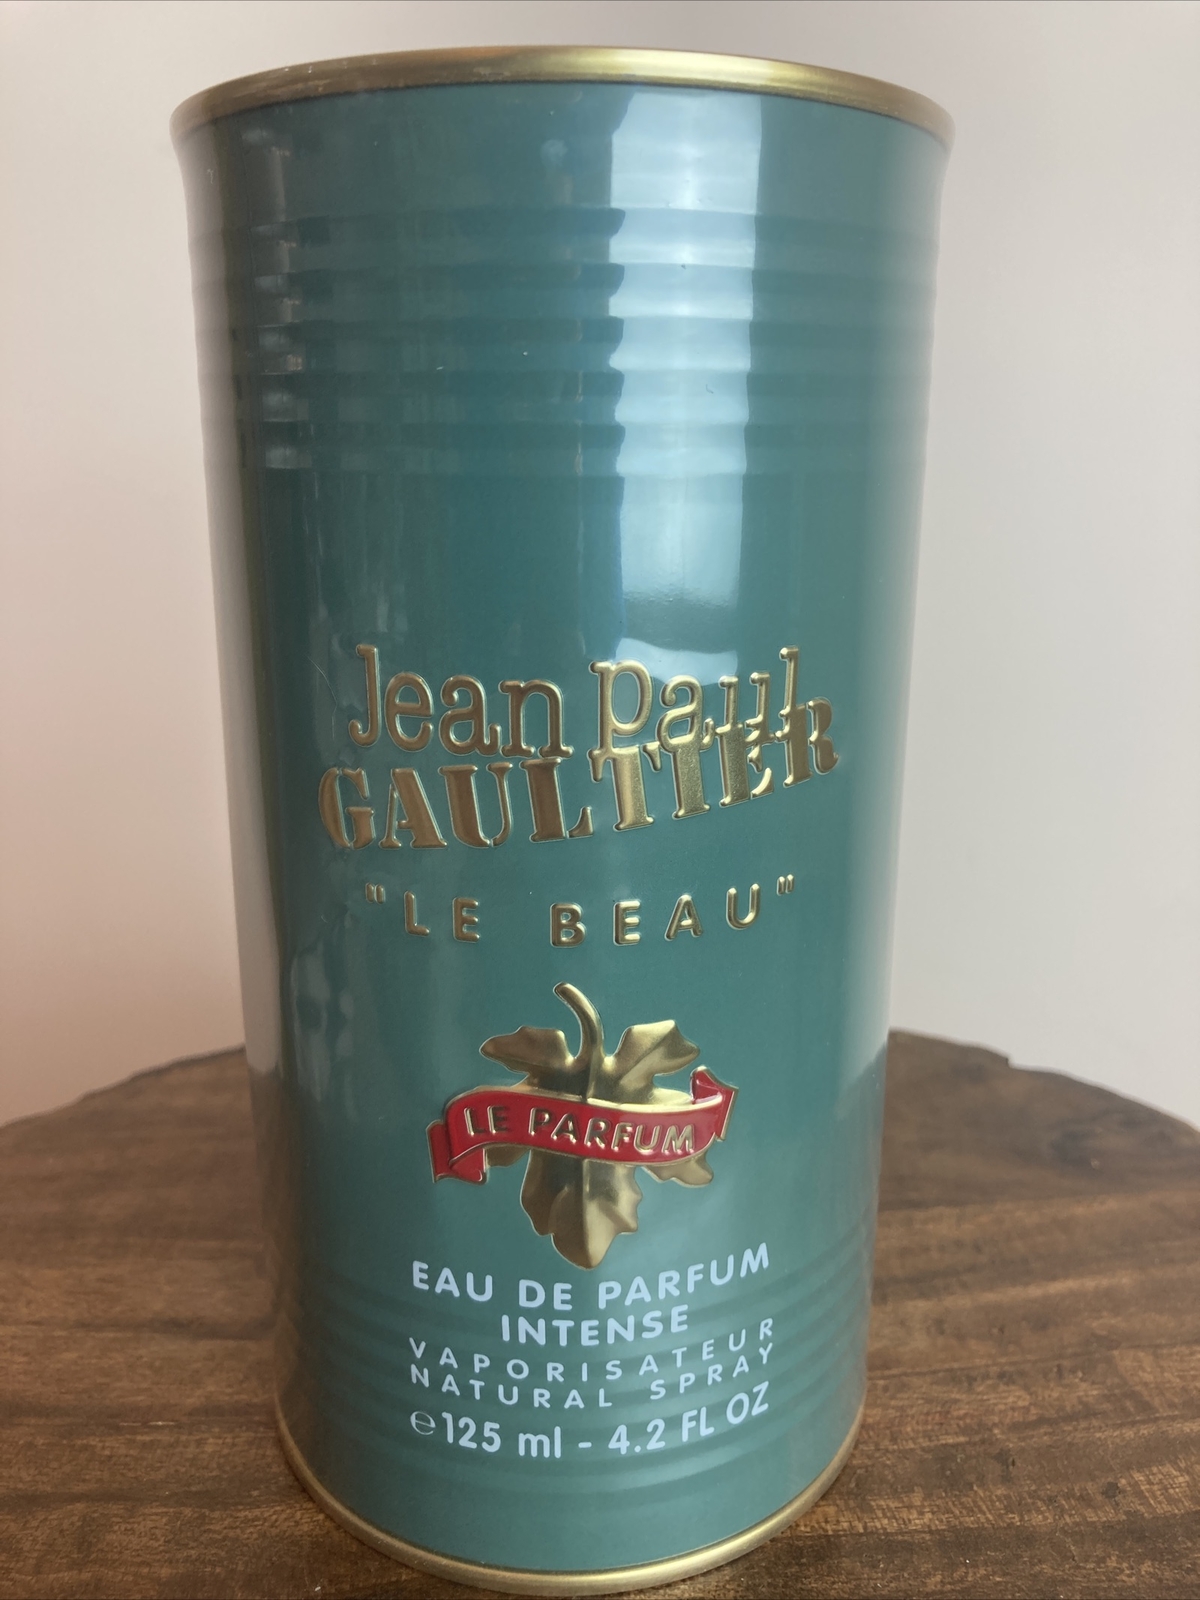 Jean Paul
GAULTIER
"LE BEAU"
LE PARFUM
EAU DE PARFUM
INTENSE
VAPORISATEUR
NATURAL SPRAY
℮125 ml - 4.2 FL OZ